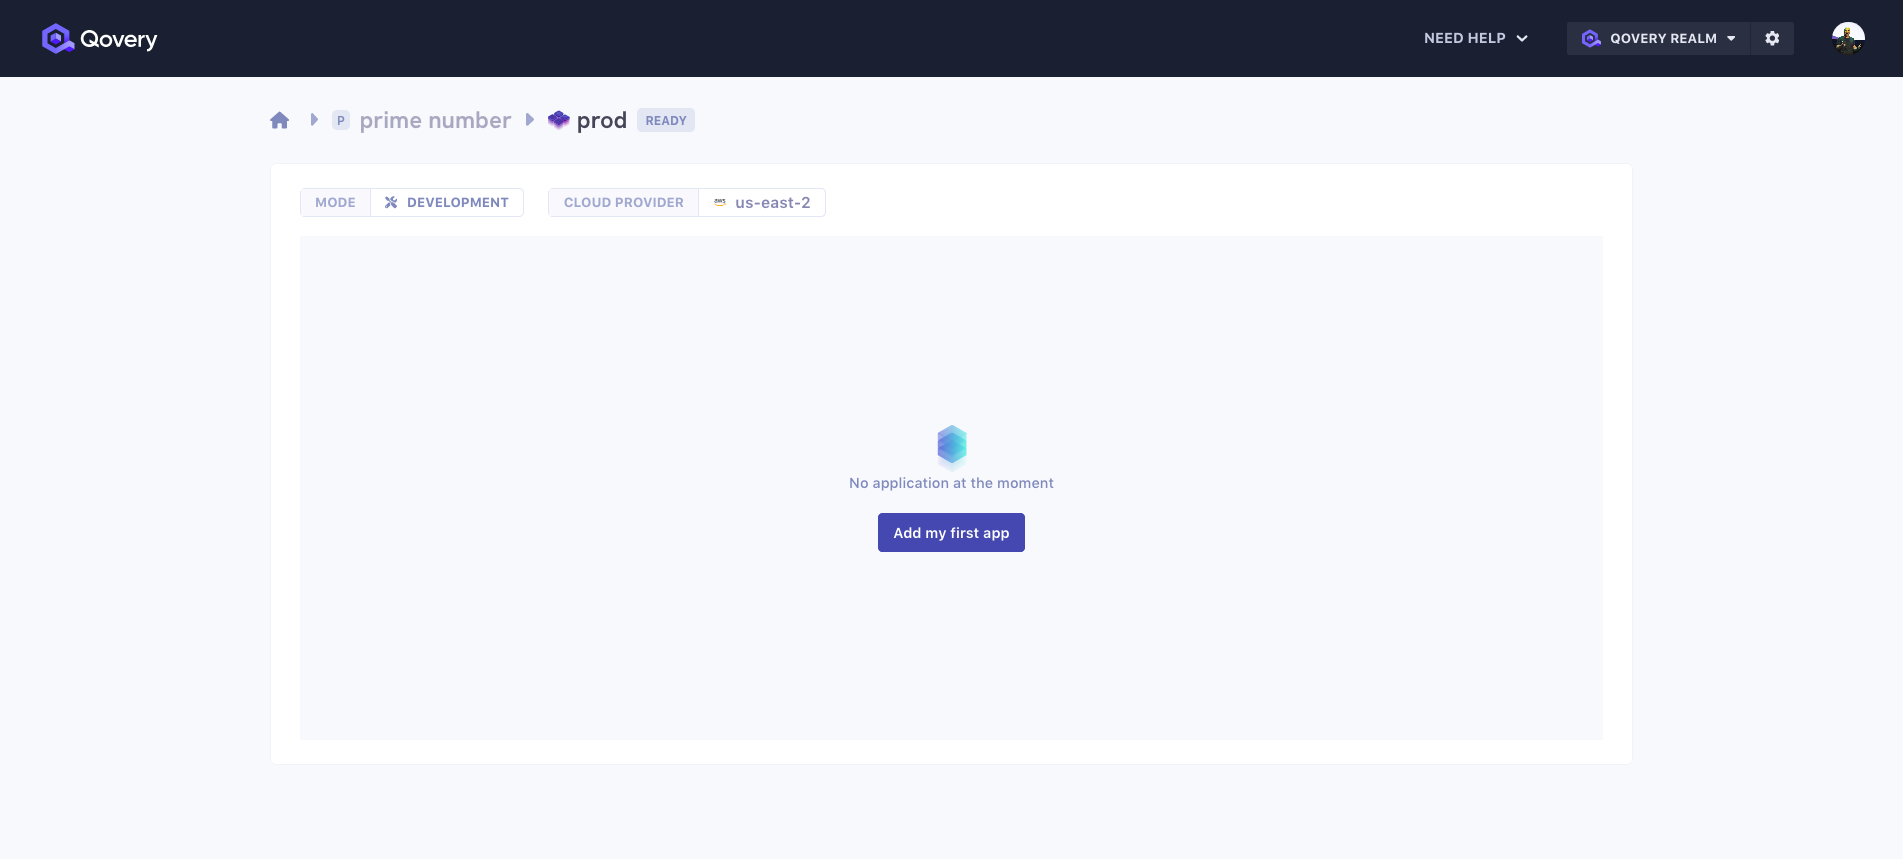 Qovery
NEED HELP
QOVERY REALM
P prime number prod READY
MODE DEVELOPMENT CLOUD PROVIDER aws us-east-2
No application at the moment
Add my first app